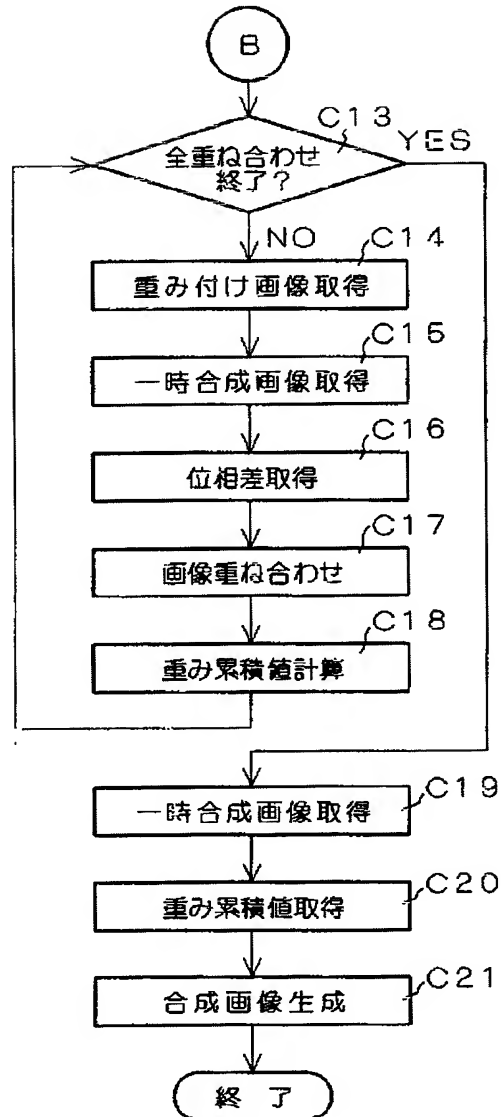 B
C13
YES
全重ね合わせ
終了?
NO
C14
重み付け画像取得
C15
一時合成画像取得
C16
位相差取得
C17
画像重ね合わせ
C18
重み累積値計算
C19
一時合成画像取得
C20
重み累積値取得
C21
合成画像生成
終了